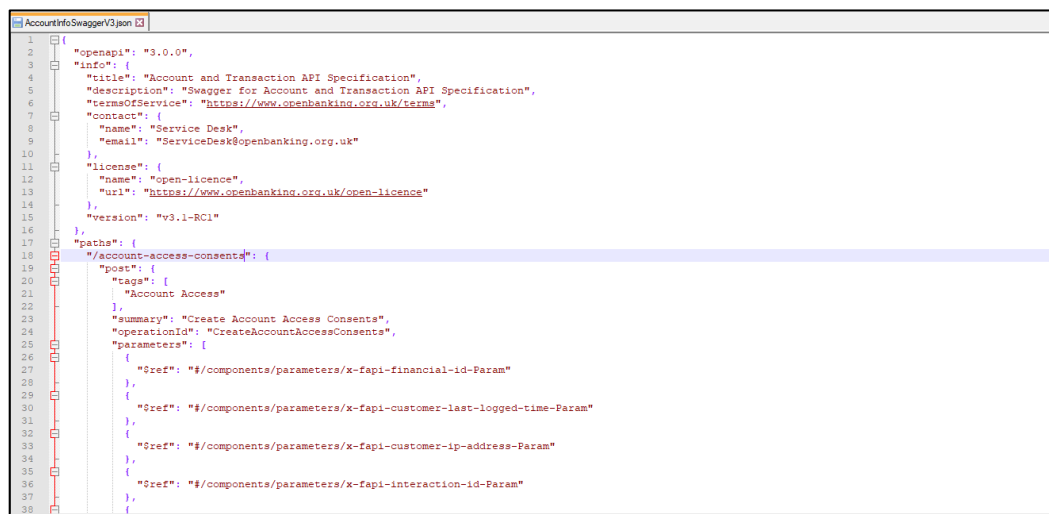 AccountInfoSwaggerV3.json
1 {
2 "openapi": "3.0.0",
3 "info": {
4 "title": "Account and Transaction API Specification",
5 "description": "Swagger for Account and Transaction API Specification",
6 "termsOfService": "https://www.openbanking.org.uk/terms",
7 "contact": {
8 "name": "Service Desk",
9 "email": "ServiceDesk@openbanking.org.uk"
10 },
11 "license": {
12 "name": "open-licence",
13 "url": "https://www.openbanking.org.uk/open-licence"
14 },
15 "version": "v3.1-RC1"
16 },
17 "paths": {
18 "/account-access-consents": {
19 "post": {
20 "tags": [
21 "Account Access"
22 ],
23 "summary": "Create Account Access Consents",
24 "operationId": "CreateAccountAccessConsents",
25 "parameters": [
26 {
27 "$ref": "#/components/parameters/x-fapi-financial-id-Param"
28 },
29 {
30 "$ref": "#/components/parameters/x-fapi-customer-last-logged-time-Param"
31 },
32 {
33 "$ref": "#/components/parameters/x-fapi-customer-ip-address-Param"
34 },
35 {
36 "$ref": "#/components/parameters/x-fapi-interaction-id-Param"
37 },
38 {